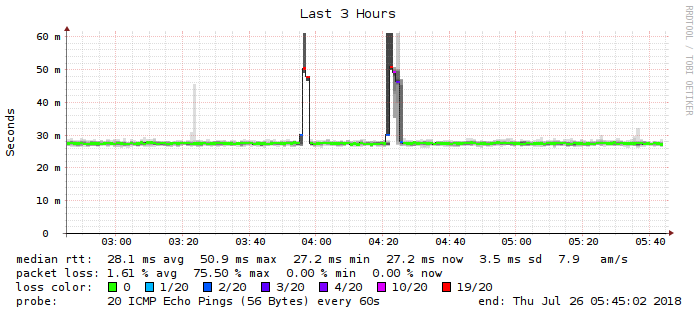 Last 3 Hours
RRDTOOL / TOBI OETIKER
Seconds
60 m
50 m
40 m
30 m
20 m
10 m
0
03:00 03:20 03:40 04:00 04:20 04:40 05:00 05:20 05:40
median rtt: 28.1 ms avg 50.9 ms max 27.2 ms min 27.2 ms now 3.5 ms sd 7.9 am/s
packet loss: 1.61 % avg 75.50 % max 0.00 % min 0.00 % now
loss color: 0 1/20 2/20 3/20 4/20 10/20 19/20
probe: 20 ICMP Echo Pings (56 Bytes) every 60s end: Thu Jul 26 05:45:02 2018